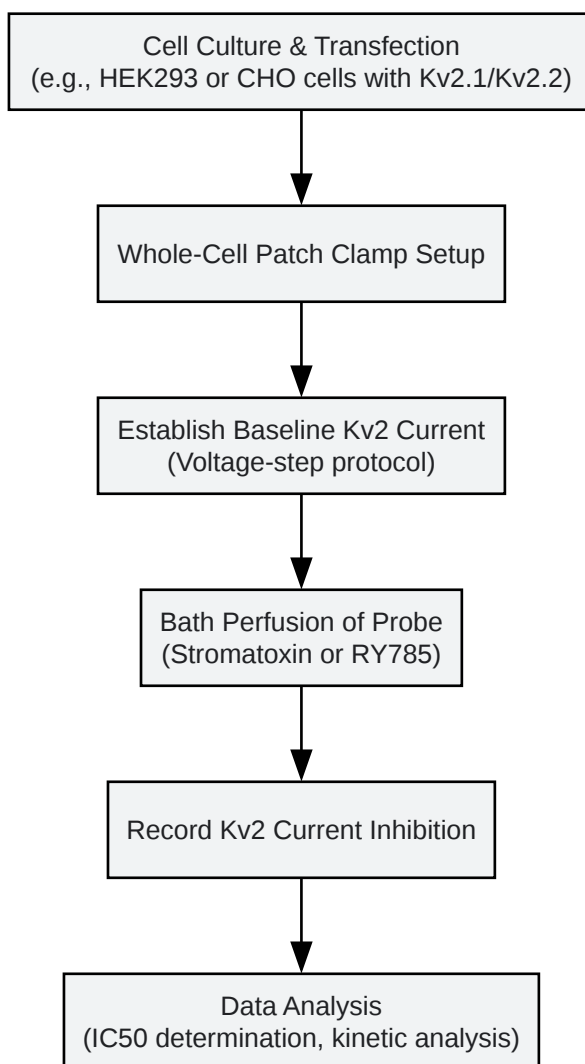 Cell Culture & Transfection
(e.g., HEK293 or CHO cells with Kv2.1/Kv2.2)
Whole-Cell Patch Clamp Setup
Establish Baseline Kv2 Current
(Voltage-step protocol)
Bath Perfusion of Probe
(Stromatoxin or RY785)
Record Kv2 Current Inhibition
Data Analysis
(IC50 determination, kinetic analysis)